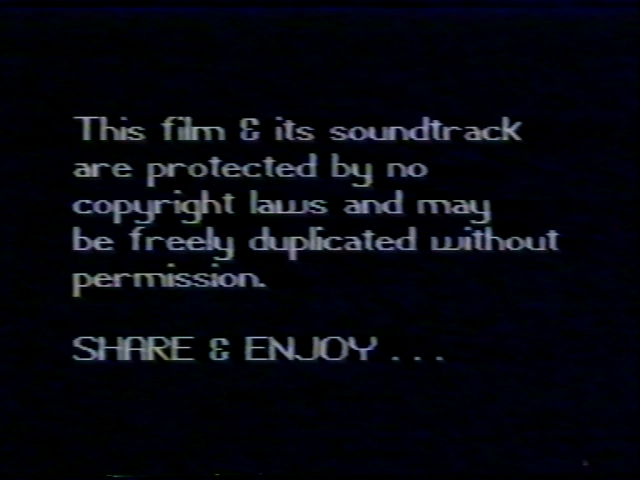 This film & its soundtrack
are protected by no
copyright laws and may
be freely duplicated without
permission.
SHARE & ENJOY . . .